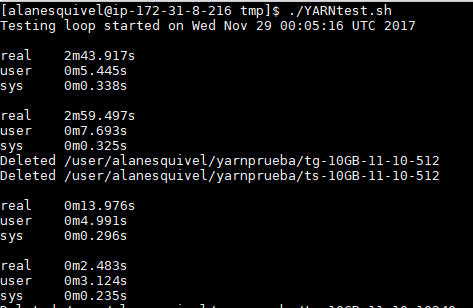 [alanesquivel@ip-172-31-8-216 tmp]$ ./YARNtest.sh
Testing loop started on Wed Nov 29 00:05:16 UTC 2017
real 2m43.917s
user 0m5.445s
sys 0m0.338s
real 2m59.497s
user 0m7.693s
sys 0m0.325s
Deleted /user/alanesquivel/yarnprueba/tg-10GB-11-10-512
Deleted /user/alanesquivel/yarnprueba/ts-10GB-11-10-512
real 0m13.976s
user 0m4.991s
sys 0m0.296s
real 0m2.483s
user 0m3.124s
sys 0m0.235s